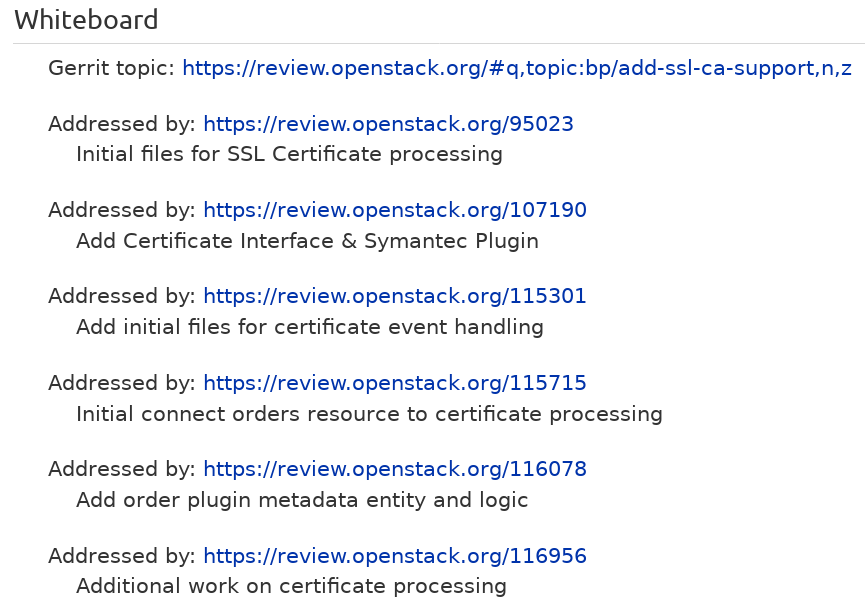 Whiteboard
Gerrit topic: https://review.openstack.org/#q,topic:bp/add-ssl-ca-support,n,z
Addressed by: https://review.openstack.org/95023
Initial files for SSL Certificate processing
Addressed by: https://review.openstack.org/107190
Add Certificate Interface & Symantec Plugin
Addressed by: https://review.openstack.org/115301
Add initial files for certificate event handling
Addressed by: https://review.openstack.org/115715
Initial connect orders resource to certificate processing
Addressed by: https://review.openstack.org/116078
Add order plugin metadata entity and logic
Addressed by: https://review.openstack.org/116956
Additional work on certificate processing